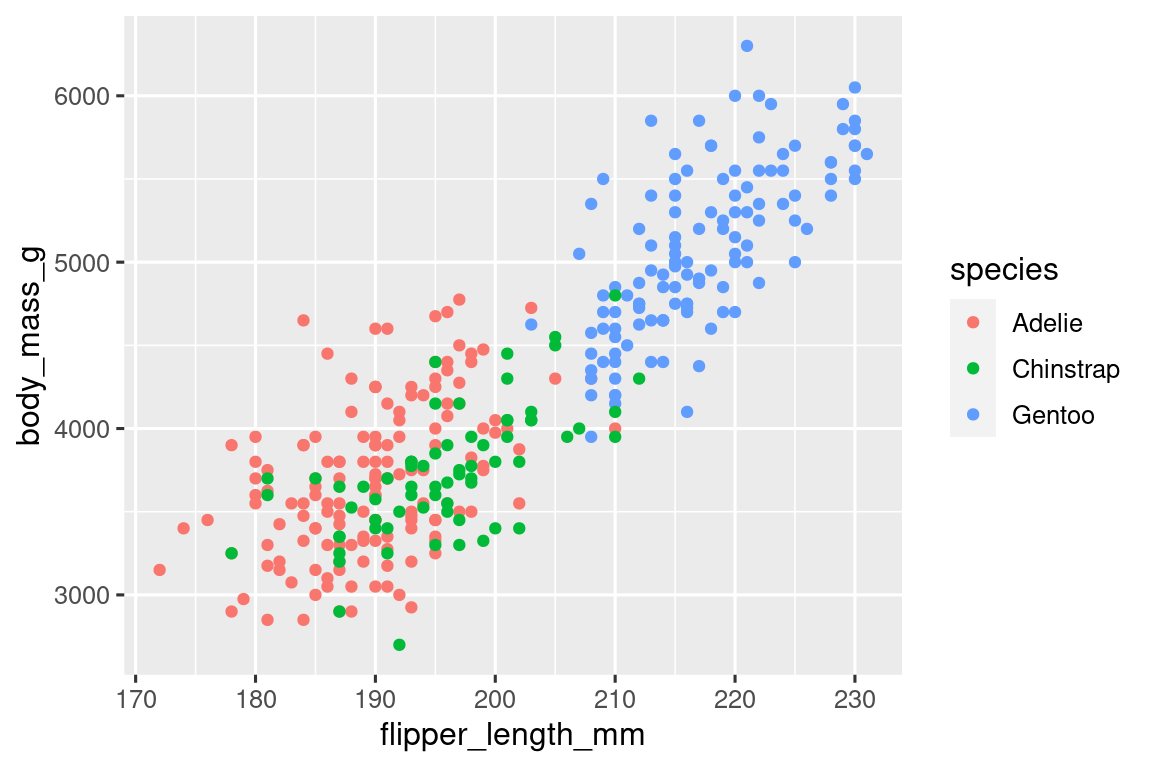 6000
5000
4000
3000
body_mass_g
170 180 190 200 210 220 230
flipper_length_mm
species
Adelie
Chinstrap
Gentoo